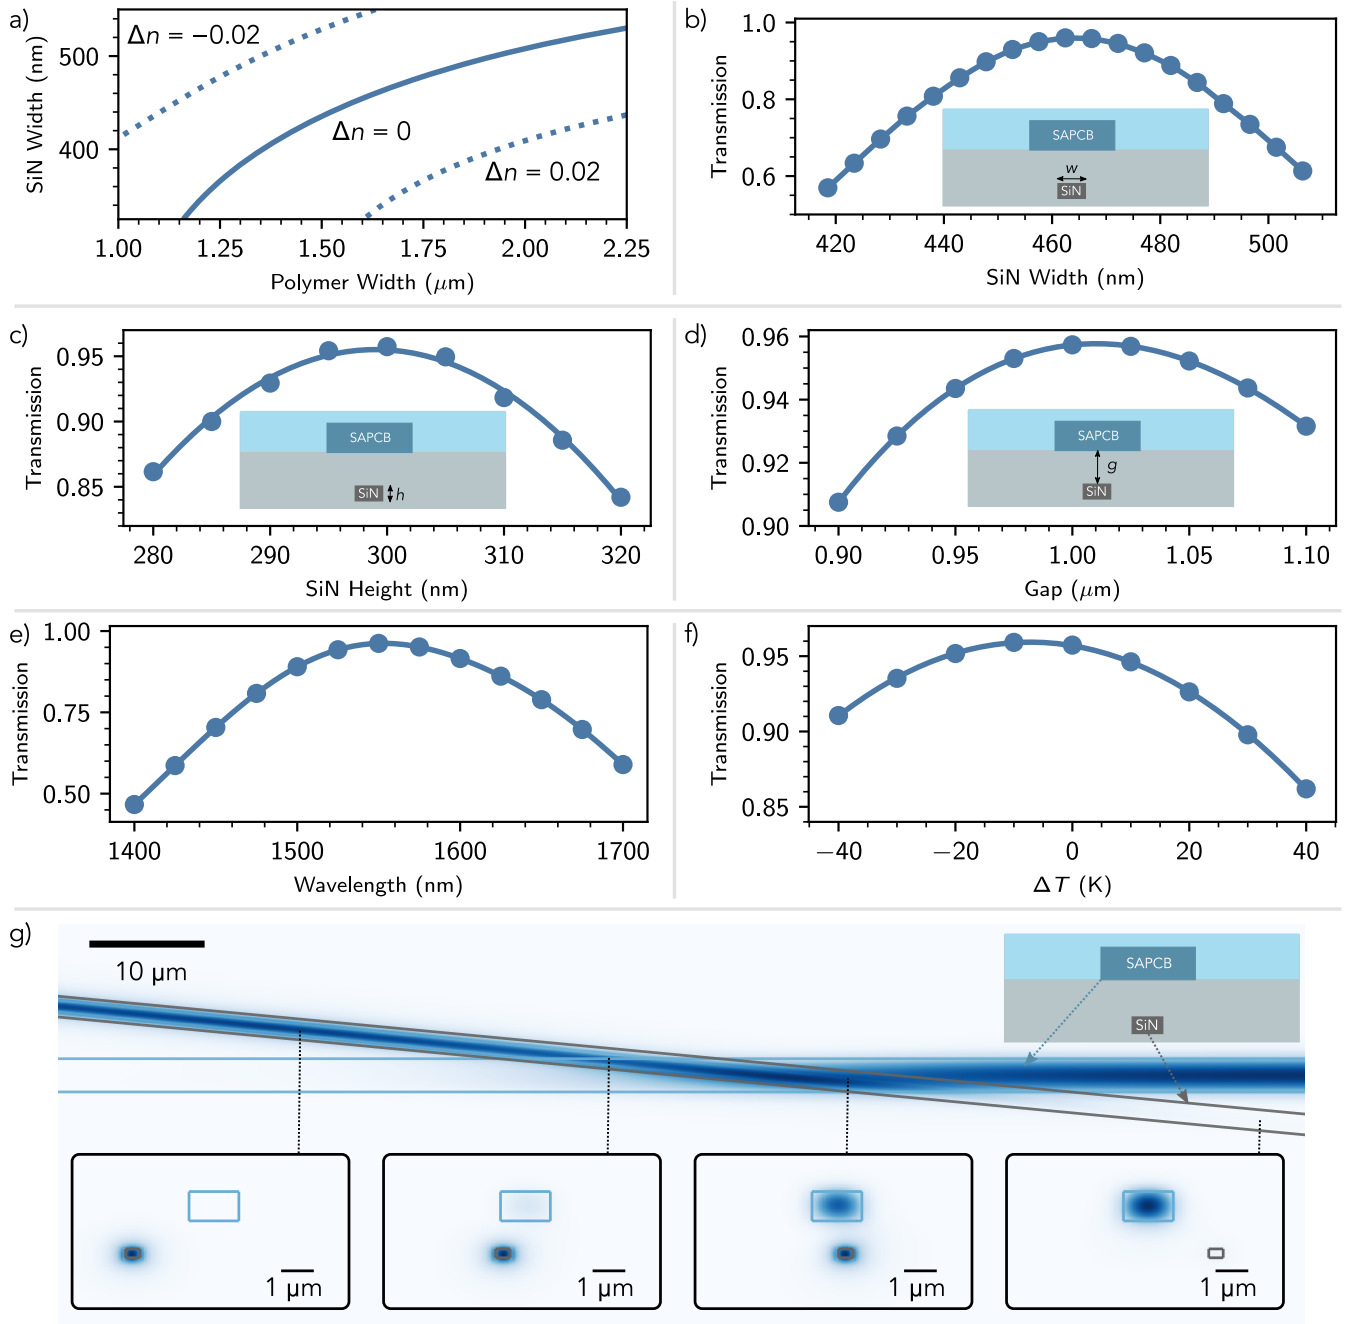 a)
Δn = −0.02
Δn = 0
Δn = 0.02
500
400
SiN Width (nm)
1.00 1.25 1.50 1.75 2.00 2.25
Polymer Width (μm)
b)
1.0
0.9
0.8
0.7
0.6
Transmission
SAPCB
w
SiN
420 440 460 480 500
SiN Width (nm)
c)
0.95
0.90
0.85
Transmission
SAPCB
SiN
h
280 290 300 310 320
SiN Height (nm)
d)
0.96
0.94
0.92
0.90
Transmission
SAPCB
g
SiN
0.90 0.95 1.00 1.05 1.10
Gap (μm)
e)
1.00
0.75
0.50
Transmission
1400 1500 1600 1700
Wavelength (nm)
f)
0.95
0.90
0.85
Transmission
−40 −20 0 20 40
ΔT (K)
g)
10 μm
SAPCB
SiN
1 μm
1 μm
1 μm
1 μm